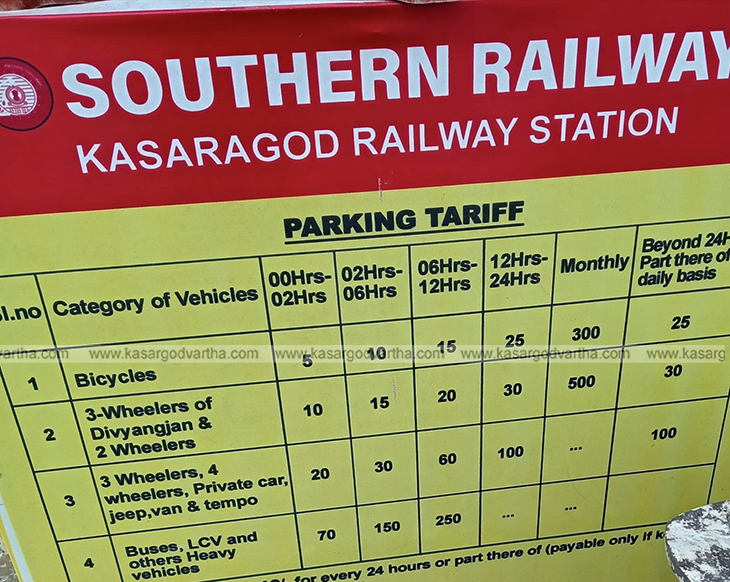 SOUTHERN RAILWAY
KASARAGOD RAILWAY STATION
PARKING TARIFF
Sl.no Category of Vehicles 00Hrs-02Hrs 02Hrs-06Hrs 06Hrs-12Hrs 12Hrs-24Hrs Monthly Beyond 24H Part there of daily basis
www.kasargodvartha.com www.kasargodvartha.com www.kasargodvartha.com
1 Bicycles 5 10 15 25 300 25
2 3-Wheelers of Divyangjan & 2 Wheelers 10 15 20 30 500 30
3 3 Wheelers, 4 wheelers, Private car, jeep,van & tempo 20 30 60 100 ... 100
4 Buses, LCV and others Heavy vehicles 70 150 250 ... ...
for every 24 hours or part there of (payable only if